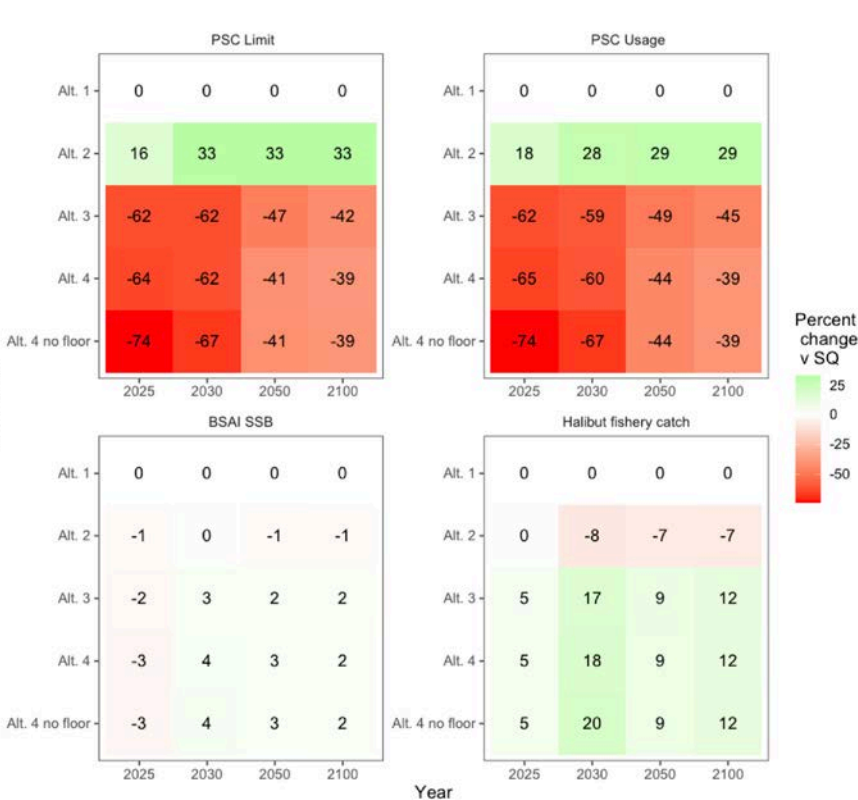 PSC Limit
Alt. 1 0 0 0 0
Alt. 2 16 33 33 33
Alt. 3 -62 -62 -47 -42
Alt. 4 -64 -62 -41 -39
Alt. 4 no floor -74 -67 -41 -39
2025 2030 2050 2100
PSC Usage
Alt. 1 0 0 0 0
Alt. 2 18 28 29 29
Alt. 3 -62 -59 -49 -45
Alt. 4 -65 -60 -44 -39
Alt. 4 no floor -74 -67 -44 -39
2025 2030 2050 2100
BSAI SSB
Alt. 1 0 0 0 0
Alt. 2 -1 0 -1 -1
Alt. 3 -2 3 2 2
Alt. 4 -3 4 3 2
Alt. 4 no floor -3 4 3 2
2025 2030 2050 2100
Halibut fishery catch
Alt. 1 0 0 0 0
Alt. 2 0 -8 -7 -7
Alt. 3 5 17 9 12
Alt. 4 5 18 9 12
Alt. 4 no floor 5 20 9 12
2025 2030 2050 2100
Year
Percent
change
v SQ
25
0
-25
-50